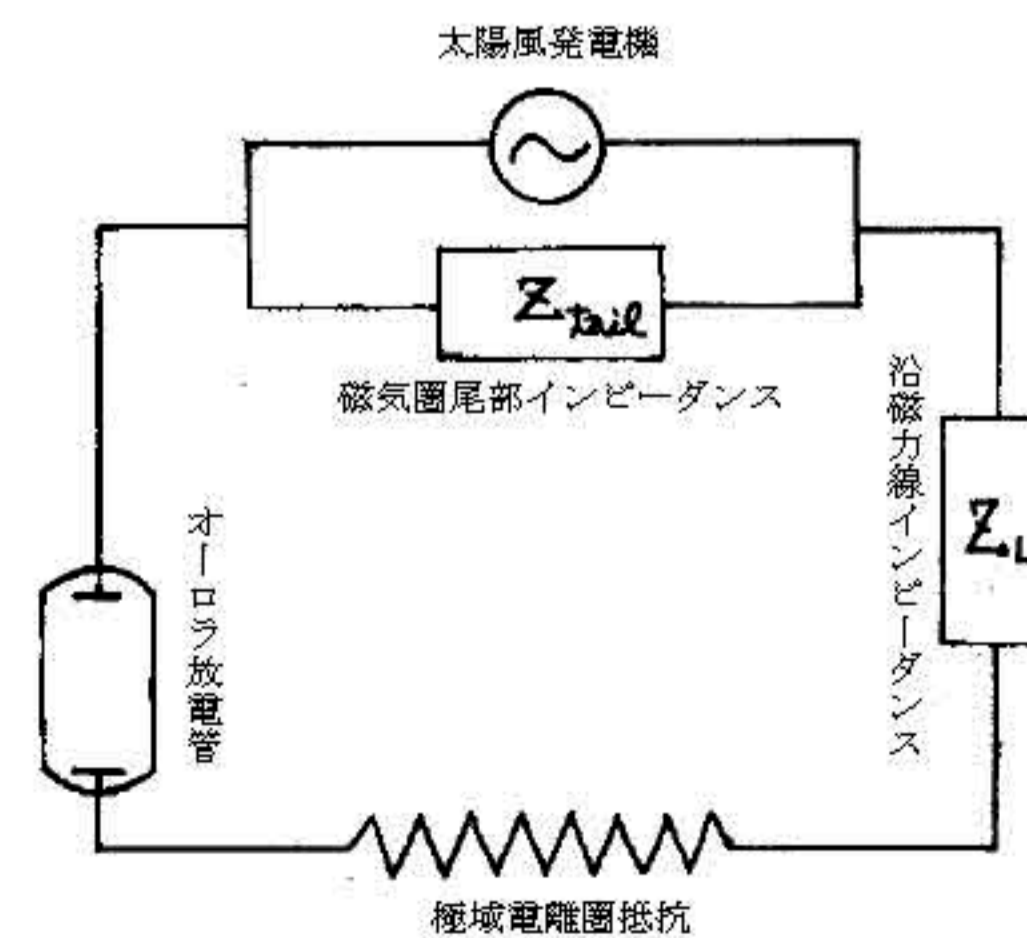 太陽風発電機
Z tail
磁気圏尾部インピーダンス
沿磁力線インピーダンス
Z
オーロラ放電管
極域電離圏抵抗